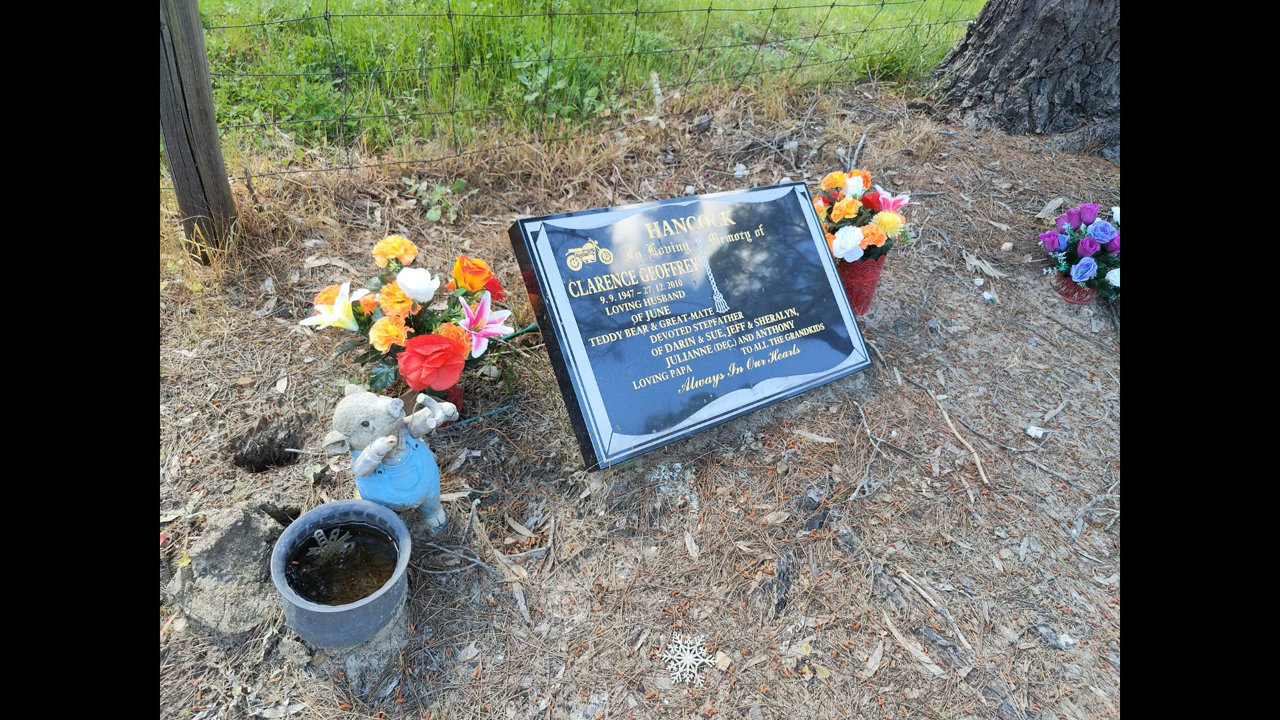 HANCOCK
In Loving Memory of
CLARENCE GEOFFREY
9.9.1947 - 27.12.2010
LOVING HUSBAND
OF JUNE
TEDDY BEAR & GREAT-MATE
DEVOTED STEPFATHER
OF DARIN & SUE, JEFF & SHERALYN,
JULIANNE (DEC.) AND ANTHONY
LOVING PAPA TO ALL THE GRANDKIDS
Always In Our Hearts